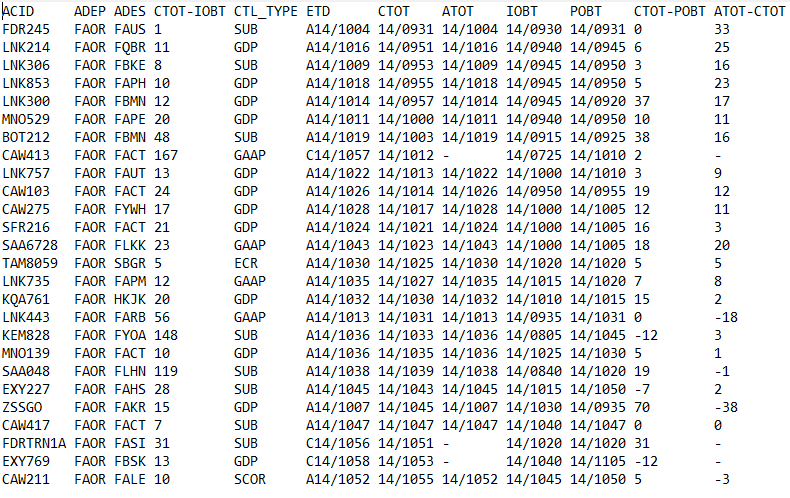 ACID ADEP ADES CTOT-IOBT CTL_TYPE ETD CTOT ATOT IOBT POBT CTOT-POBT ATOT-CTOT
FDR245 FAOR FAUS 1 SUB A14/1004 14/0931 14/1004 14/0930 14/0931 0 33
LNK214 FAOR FQBR 11 GDP A14/1016 14/0951 14/1016 14/0940 14/0945 6 25
LNK306 FAOR FBKE 8 SUB A14/1009 14/0953 14/1009 14/0945 14/0950 3 16
LNK853 FAOR FAPH 10 GDP A14/1018 14/0955 14/1018 14/0945 14/0950 5 23
LNK300 FAOR FBMN 12 GDP A14/1014 14/0957 14/1014 14/0945 14/0920 37 17
MNO529 FAOR FAPE 20 GDP A14/1011 14/1000 14/1011 14/0940 14/0950 10 11
BOT212 FAOR FBMN 48 SUB A14/1019 14/1003 14/1019 14/0915 14/0925 38 16
CAW413 FAOR FACT 167 GAAP C14/1057 14/1012 - 14/0725 14/1010 2 -
LNK757 FAOR FAUT 13 GDP A14/1022 14/1013 14/1022 14/1000 14/1010 3 9
CAW103 FAOR FACT 24 GDP A14/1026 14/1014 14/1026 14/0950 14/0955 19 12
CAW275 FAOR FYWH 17 GDP A14/1028 14/1017 14/1028 14/1000 14/1005 12 11
SFR216 FAOR FACT 21 GDP A14/1024 14/1021 14/1024 14/1000 14/1005 16 3
SAA6728 FAOR FLKK 23 GAAP A14/1043 14/1023 14/1043 14/1000 14/1005 18 20
TAM8059 FAOR SBGR 5 ECR A14/1030 14/1025 14/1030 14/1020 14/1020 5 5
LNK735 FAOR FAPM 12 GAAP A14/1035 14/1027 14/1035 14/1015 14/1020 7 8
KQA761 FAOR HKJK 20 GDP A14/1032 14/1030 14/1032 14/1010 14/1015 15 2
LNK443 FAOR FARB 56 GAAP A14/1013 14/1031 14/1013 14/0935 14/1031 0 -18
KEM828 FAOR FYOA 148 SUB A14/1036 14/1033 14/1036 14/0805 14/1045 -12 3
MNO139 FAOR FACT 10 GDP A14/1036 14/1035 14/1036 14/1025 14/1030 5 1
SAA048 FAOR FLHN 119 SUB A14/1038 14/1039 14/1038 14/0840 14/1020 19 -1
EXY227 FAOR FAHS 28 SUB A14/1045 14/1043 14/1045 14/1015 14/1050 -7 2
ZSSGO FAOR FAKR 15 GDP A14/1007 14/1045 14/1007 14/1030 14/0935 70 -38
CAW417 FAOR FACT 7 SUB A14/1047 14/1047 14/1047 14/1040 14/1047 0 0
FDRTRN1A FAOR FASI 31 SUB C14/1056 14/1051 - 14/1020 14/1020 31 -
EXY769 FAOR FBSK 13 GDP C14/1058 14/1053 - 14/1040 14/1105 -12 -
CAW211 FAOR FALE 10 SCOR A14/1052 14/1055 14/1052 14/1045 14/1050 5 -3